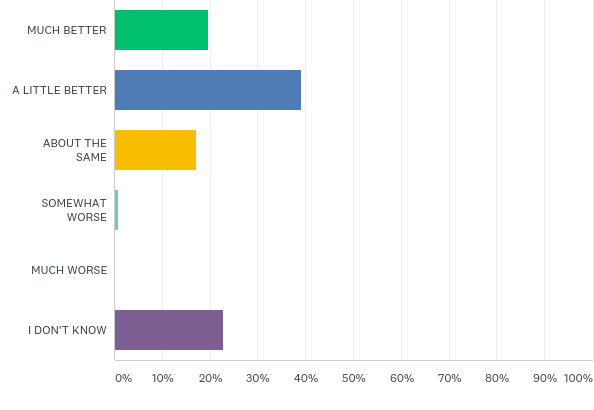 MUCH BETTER
A LITTLE BETTER
ABOUT THE
SAME
SOMEWHAT
WORSE
MUCH WORSE
I DON'T KNOW
0% 10% 20% 30% 40% 50% 60% 70% 80% 90% 100%